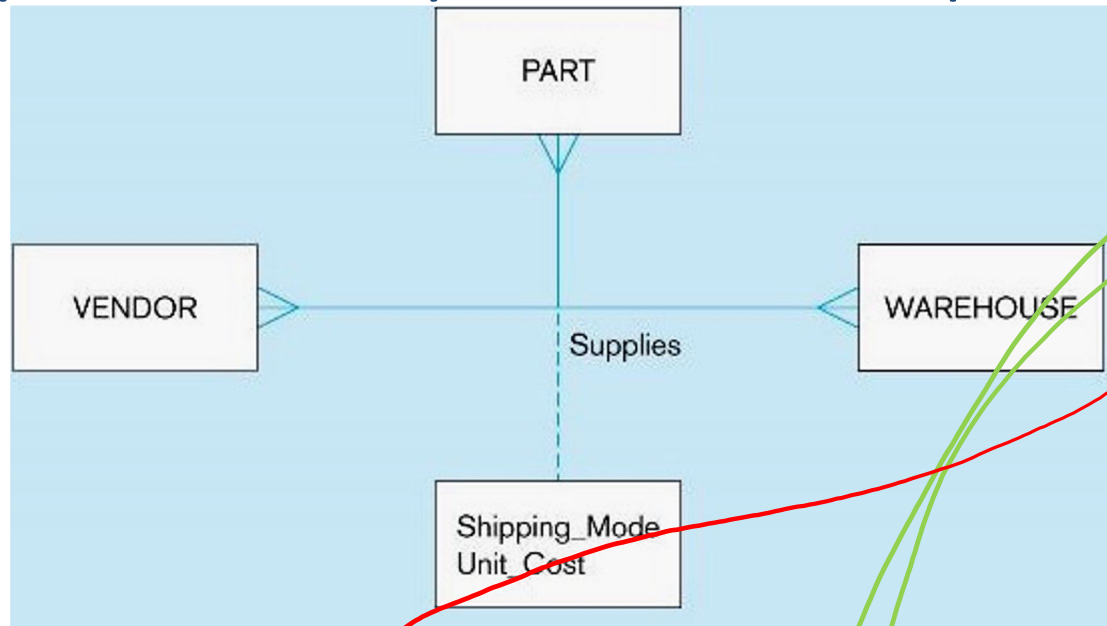 PART
VENDOR
WAREHOUSE
Supplies
Shipping_Mode
Unit_Cost